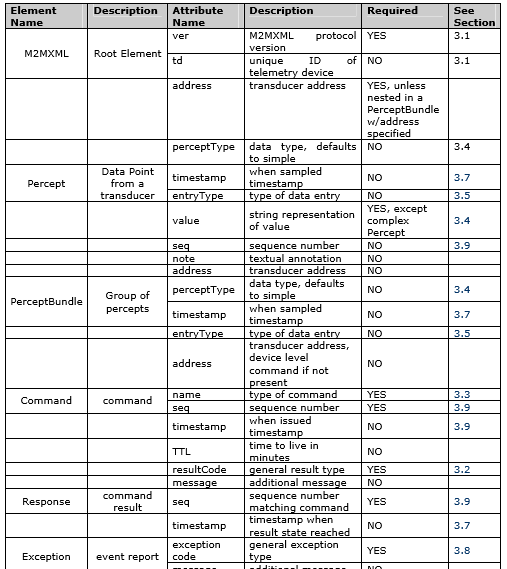 Element Name Description Attribute Name Description Required See Section
M2MXML Root Element ver M2MXML protocol version YES 3.1
td unique ID of telemetry device NO 3.1
address transducer address YES, unless nested in a PerceptBundle w/address specified
perceptType data type, defaults to simple NO 3.4
Percept Data Point from a transducer timestamp when sampled timestamp NO 3.7
entryType type of data entry NO 3.5
value string representation of value YES, except complex Percept 3.4
seq sequence number NO 3.9
note textual annotation NO
address transducer address NO
PerceptBundle Group of percepts perceptType data type, defaults to simple NO 3.4
timestamp when sampled timestamp NO 3.7
entryType type of data entry NO 3.5
address transducer address, device level command if not present NO
Command command name type of command YES 3.3
seq sequence number YES 3.9
timestamp when issued timestamp NO 3.9
TTL time to live in minutes NO
resultCode general result type YES 3.2
message additional message NO
Response command result seq sequence number matching command YES 3.9
timestamp timestamp when result state reached NO 3.7
Exception event report exception code general exception type YES 3.8
message additional message NO